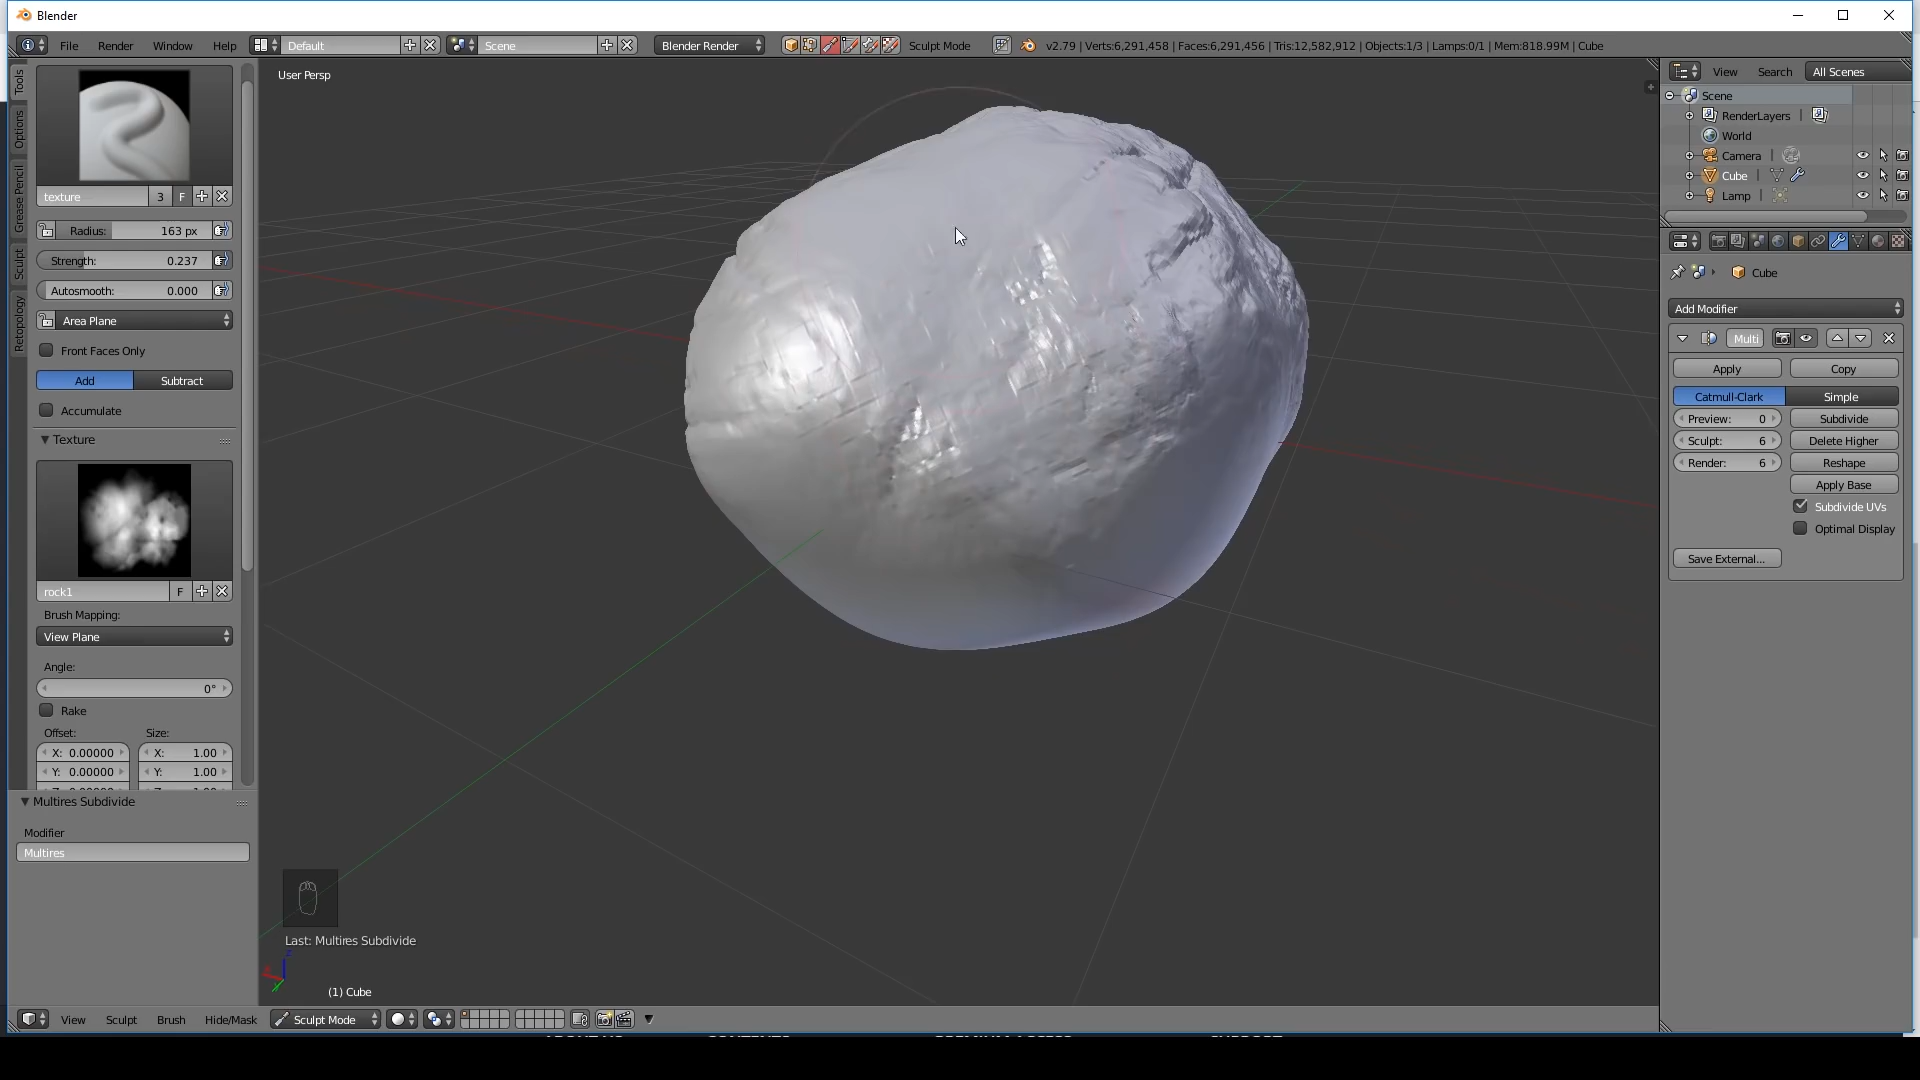 Blender
File Render Window Help Default Scene Blender Render Sculpt Mode v2.79 | Verts:6,291,458 | Faces:6,291,456 | Tris:12,582,912 | Objects:1/3 | Lamps:0/1 | Mem:818.99M | Cube
Tools
Options
Grease Pencil
Sculpt
Retopology
texture 3 F
Radius: 163 px
Strength: 0.237
Autosmooth: 0.000
Area Plane
Front Faces Only
Add Subtract
Accumulate
Texture
rock1 F
Brush Mapping:
View Plane
Angle:
0°
Rake
Offset: Size:
X: 0.00000 X: 1.00
Y: 0.00000 Y: 1.00
Multires Subdivide
Modifier
Multires
User Persp
Last: Multires Subdivide
(1) Cube
View Sculpt Brush Hide/Mask Sculpt Mode
View Search All Scenes
Scene
RenderLayers
World
Camera
Cube
Lamp
Cube
Add Modifier
Multi
Apply Copy
Catmull-Clark Simple
Preview: 0 Subdivide
Sculpt: 6 Delete Higher
Render: 6 Reshape
Apply Base
Subdivide UVs
Optimal Display
Save External...